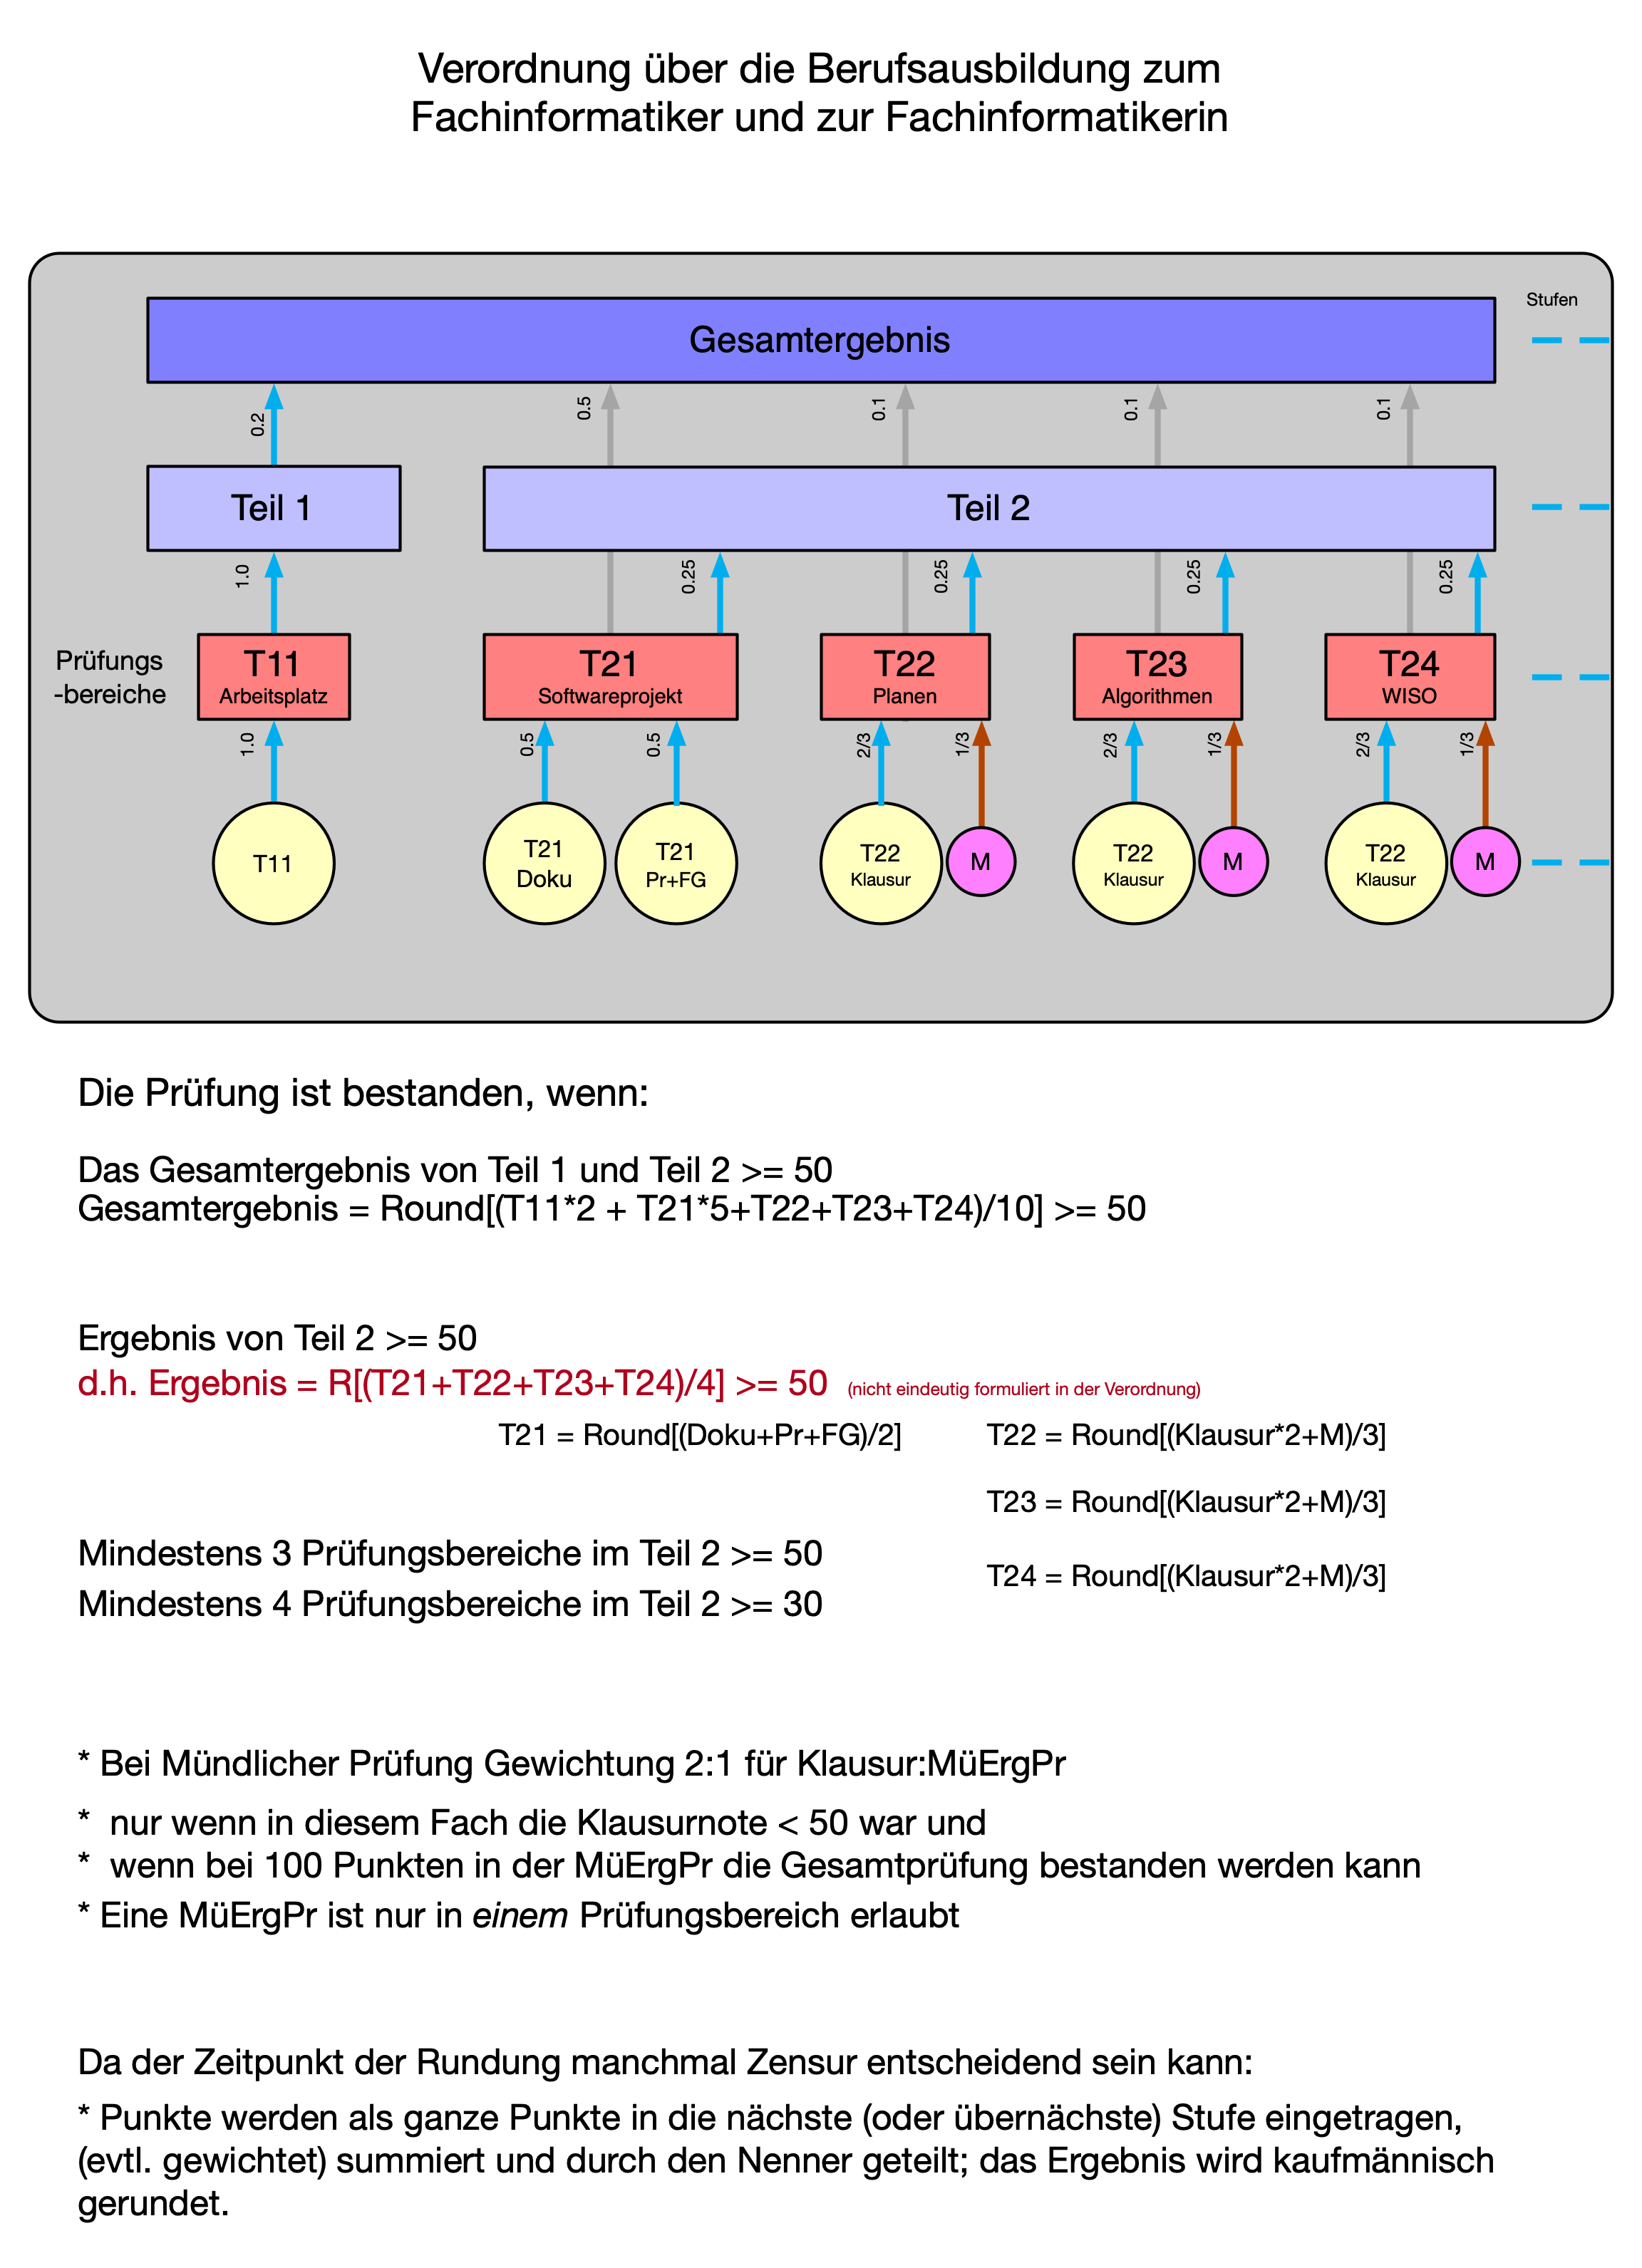 Verordnung über die Berufsausbildung zum
Fachinformatiker und zur Fachinformatikerin
Stufen
Gesamtergebnis
0.2
0.5
0.1
0.1
0.1
Teil 1
Teil 2
1.0
0.25
0.25
0.25
0.25
Prüfungs
-bereiche
T11
Arbeitsplatz
T21
Softwareprojekt
T22
Planen
T23
Algorithmen
T24
WISO
1.0
0.5
0.5
2/3
1/3
2/3
1/3
2/3
1/3
T11
T21
Doku
T21
Pr+FG
T22
Klausur
M
T22
Klausur
M
T22
Klausur
M
Die Prüfung ist bestanden, wenn:
Das Gesamtergebnis von Teil 1 und Teil 2 >= 50
Gesamtergebnis = Round[(T11*2 + T21*5+T22+T23+T24)/10] >= 50
Ergebnis von Teil 2 >= 50
d.h. Ergebnis = R[(T21+T22+T23+T24)/4] >= 50 (nicht eindeutig formuliert in der Verordnung)
T21 = Round[(Doku+Pr+FG)/2]
T22 = Round[(Klausur*2+M)/3]
T23 = Round[(Klausur*2+M)/3]
Mindestens 3 Prüfungsbereiche im Teil 2 >= 50
T24 = Round[(Klausur*2+M)/3]
Mindestens 4 Prüfungsbereiche im Teil 2 >= 30
* Bei Mündlicher Prüfung Gewichtung 2:1 für Klausur:MüErgPr
* nur wenn in diesem Fach die Klausurnote < 50 war und
* wenn bei 100 Punkten in der MüErgPr die Gesamtprüfung bestanden werden kann
* Eine MüErgPr ist nur in einem Prüfungsbereich erlaubt
Da der Zeitpunkt der Rundung manchmal Zensur entscheidend sein kann:
* Punkte werden als ganze Punkte in die nächste (oder übernächste) Stufe eingetragen,
(evtl. gewichtet) summiert und durch den Nenner geteilt; das Ergebnis wird kaufmännisch
gerundet.